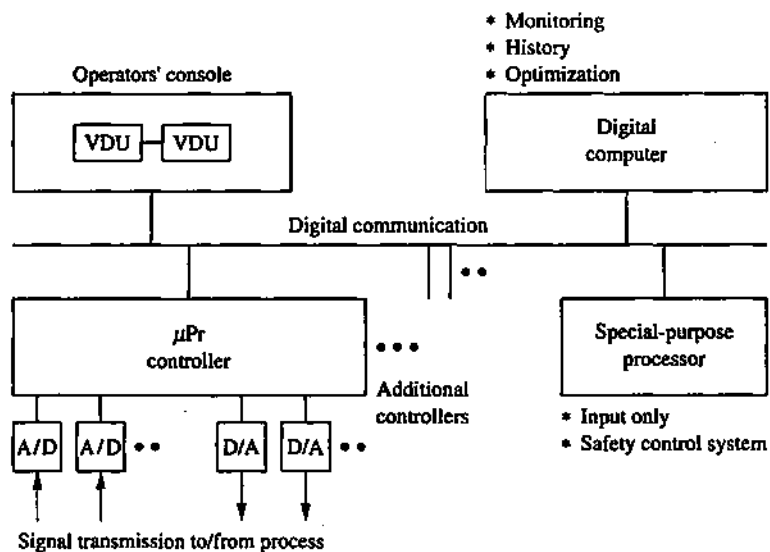 * Monitoring
* History
* Optimization
Operators' console
VDU
VDU
Digital
computer
Digital communication
μPr
controller
Additional
controllers
Special-purpose
processor
* Input only
* Safety control system
A/D
A/D
D/A
D/A
Signal transmission to/from process